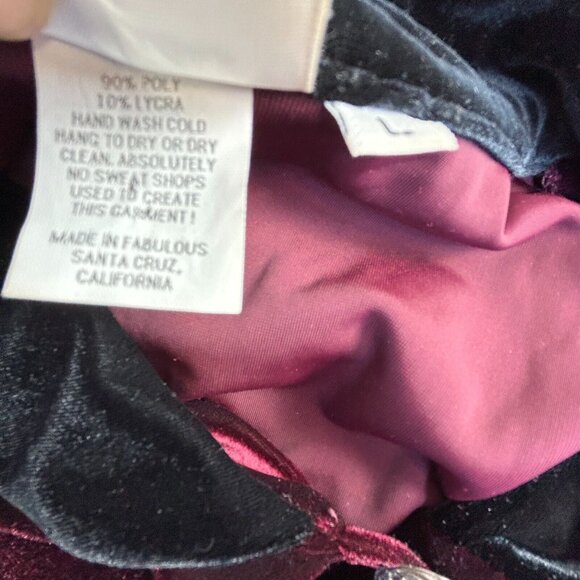 90% POLY
10% LYCRA
HAND WASH COLD
HANG TO DRY OR DRY
CLEAN. ABSOLUTELY
NO SWEAT SHOPS
USED TO CREATE
THIS GARMENT!
MADE IN FABULOUS
SANTA CRUZ,
CALIFORNIA
L